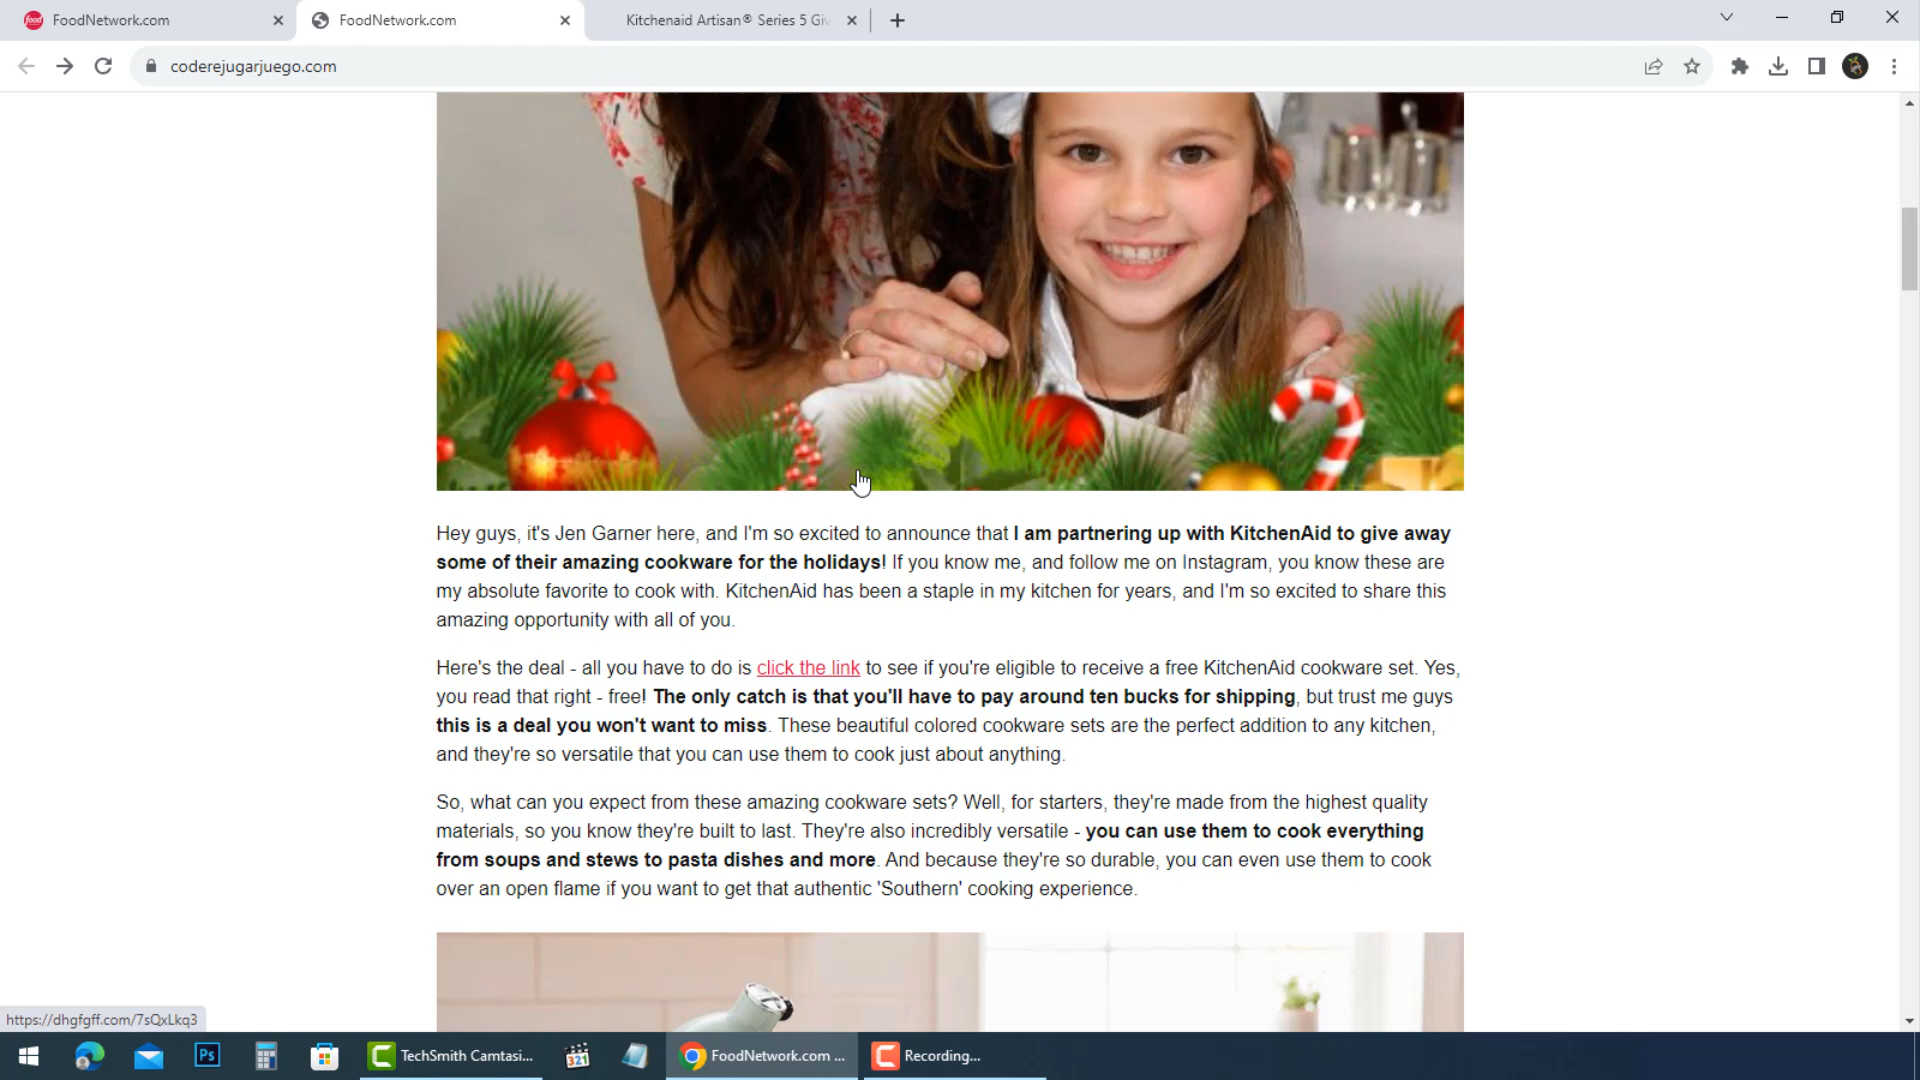 FoodNetwork.com
FoodNetwork.com
Kitchenaid Artisan® Series 5 Giv
coderejugarjuego.com
Hey guys, it's Jen Garner here, and I'm so excited to announce that I am partnering up with KitchenAid to give away
some of their amazing cookware for the holidays! If you know me, and follow me on Instagram, you know these are
my absolute favorite to cook with. KitchenAid has been a staple in my kitchen for years, and I'm so excited to share this
amazing opportunity with all of you.
Here's the deal - all you have to do is click the link to see if you're eligible to receive a free KitchenAid cookware set. Yes,
you read that right - free! The only catch is that you'll have to pay around ten bucks for shipping, but trust me guys
this is a deal you won't want to miss. These beautiful colored cookware sets are the perfect addition to any kitchen,
and they're so versatile that you can use them to cook just about anything.
So, what can you expect from these amazing cookware sets? Well, for starters, they're made from the highest quality
materials, so you know they're built to last. They're also incredibly versatile - you can use them to cook everything
from soups and stews to pasta dishes and more. And because they're so durable, you can even use them to cook
over an open flame if you want to get that authentic 'Southern' cooking experience.
https://dhgfgff.com/7sQxLkq3
Ps
TechSmith Camtasi...
321
FoodNetwork.com ...
Recording...